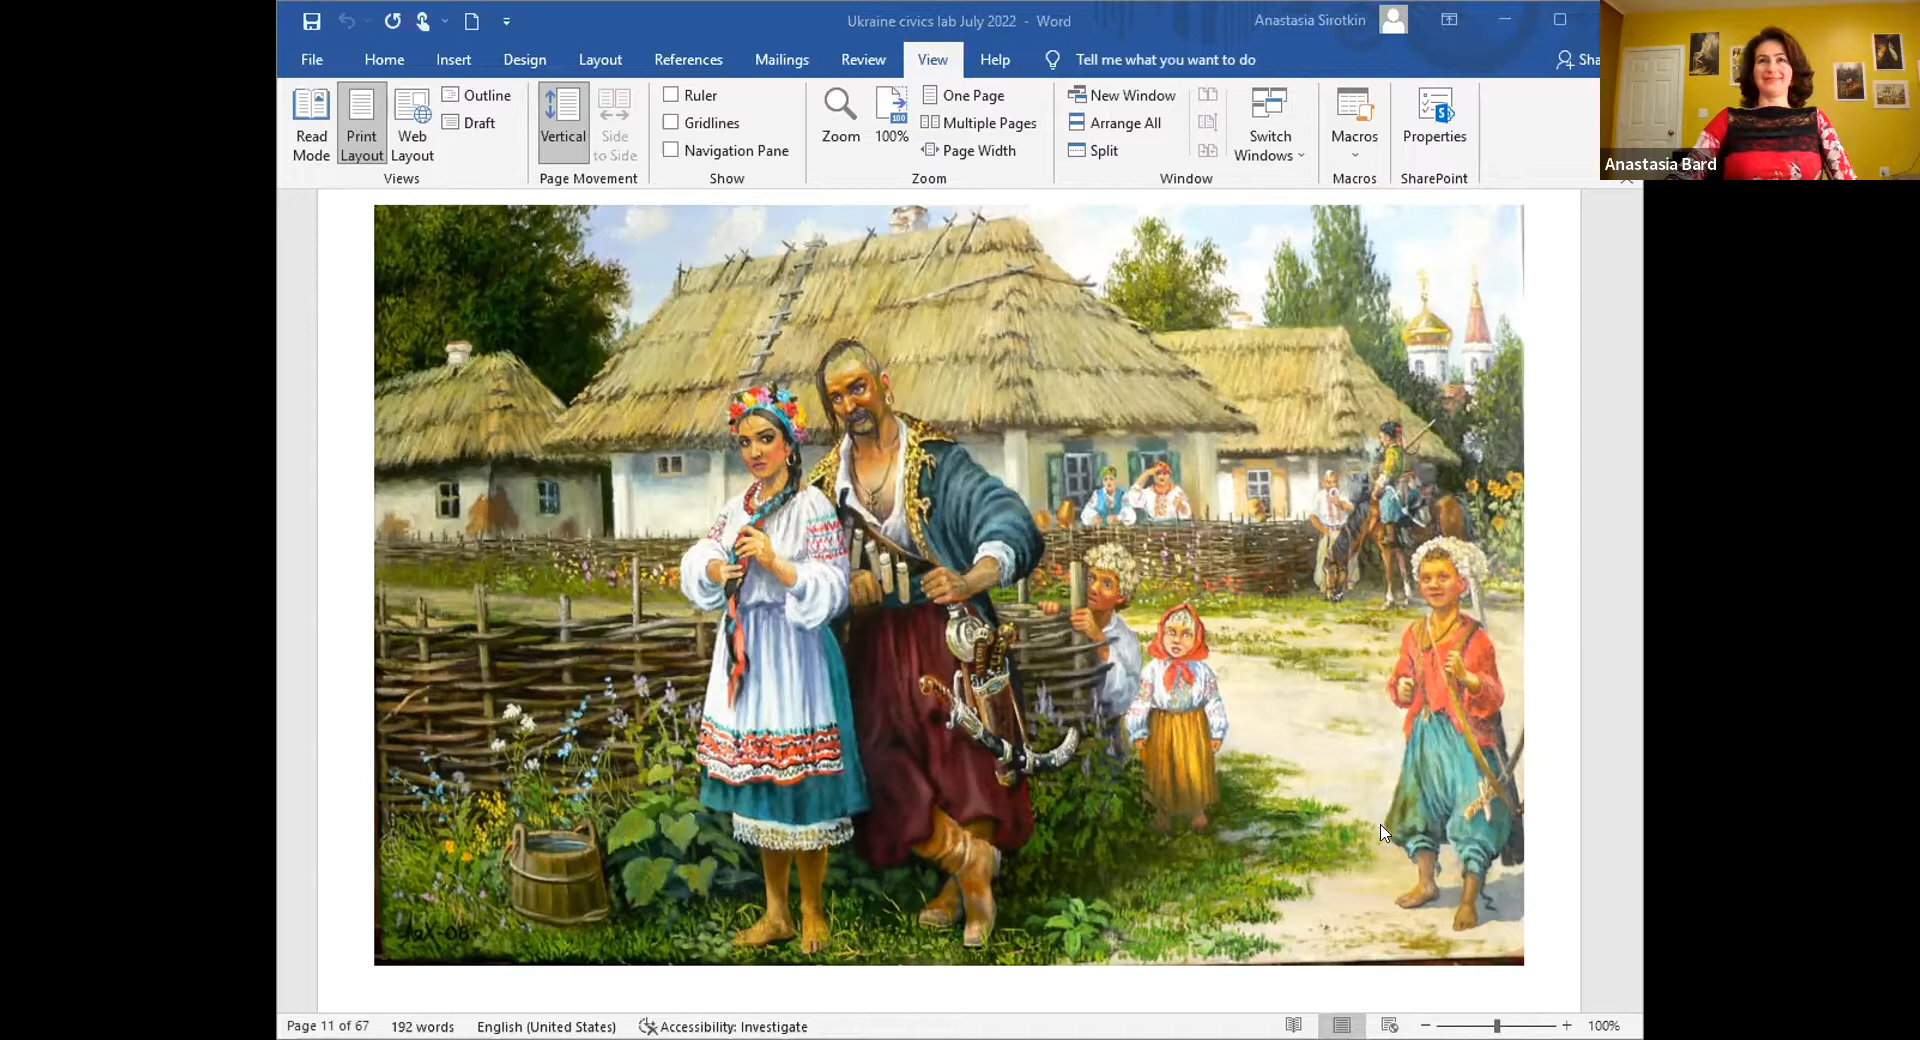 Ukraine civics lab July 2022 - Word
Anastasia Sirotkin
File Home Insert Design Layout References Mailings Review View Help Tell me what you want to do Sha
Read Mode
Print Layout
Web Layout
Outline
Draft
Views
Vertical
Side to Side
Page Movement
Ruler
Gridlines
Navigation Pane
Show
Zoom
100
100%
One Page
Multiple Pages
Page Width
Zoom
New Window
Arrange All
Split
Switch Windows
Window
Macros
Macros
S
Properties
SharePoint
Anastasia Bard
Page 11 of 67 192 words English (United States) Accessibility: Investigate 100%